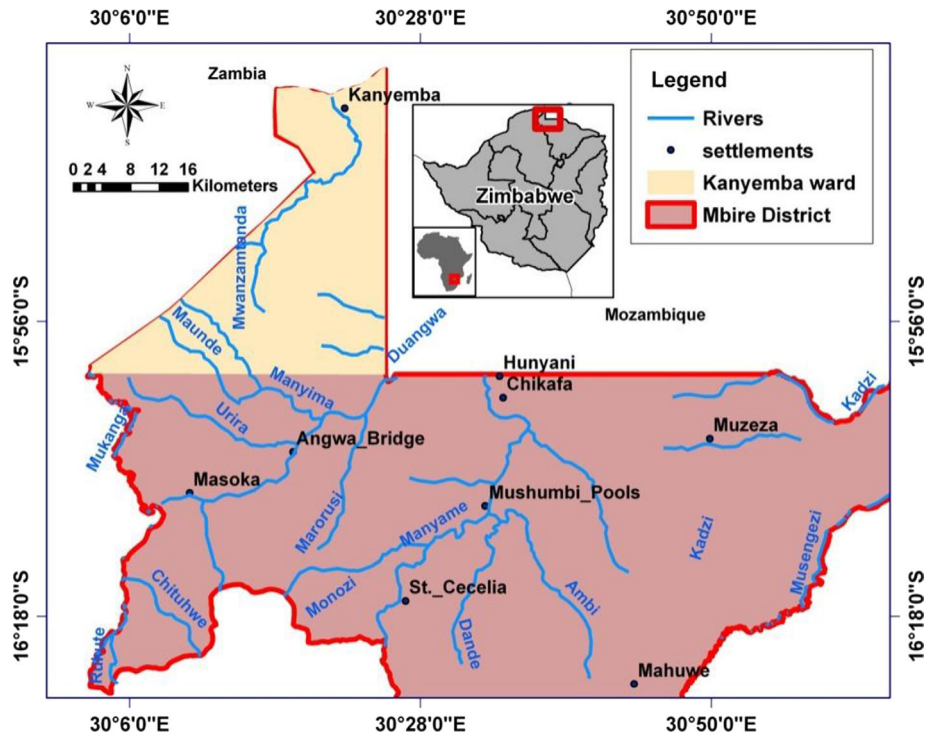 30°6'0"E 30°28'0"E 30°50'0"E
Zambia
N
W E
S
Kanyemba
0 2 4 8 12 16
Kilometers
Legend
Rivers
settlements
Kanyemba ward
Mbire District
Zimbabwe
Mwanzamtanda
15°56'0"S
15°56'0"S
Maunde
Duangwa
Mozambique
Hunyani
Chikafa
Kadzi
Manyima
Urira
Mukanga
Angwa_Bridge
Muzeza
Masoka
Marorusi
Mushumbi_Pools
Manyame
Kadzi
Musengezi
Chituhwe
Monozi
St._Cecelia
Ambi
16°18'0"S
16°18'0"S
Rukute
Dande
Mahuwe
30°6'0"E 30°28'0"E 30°50'0"E